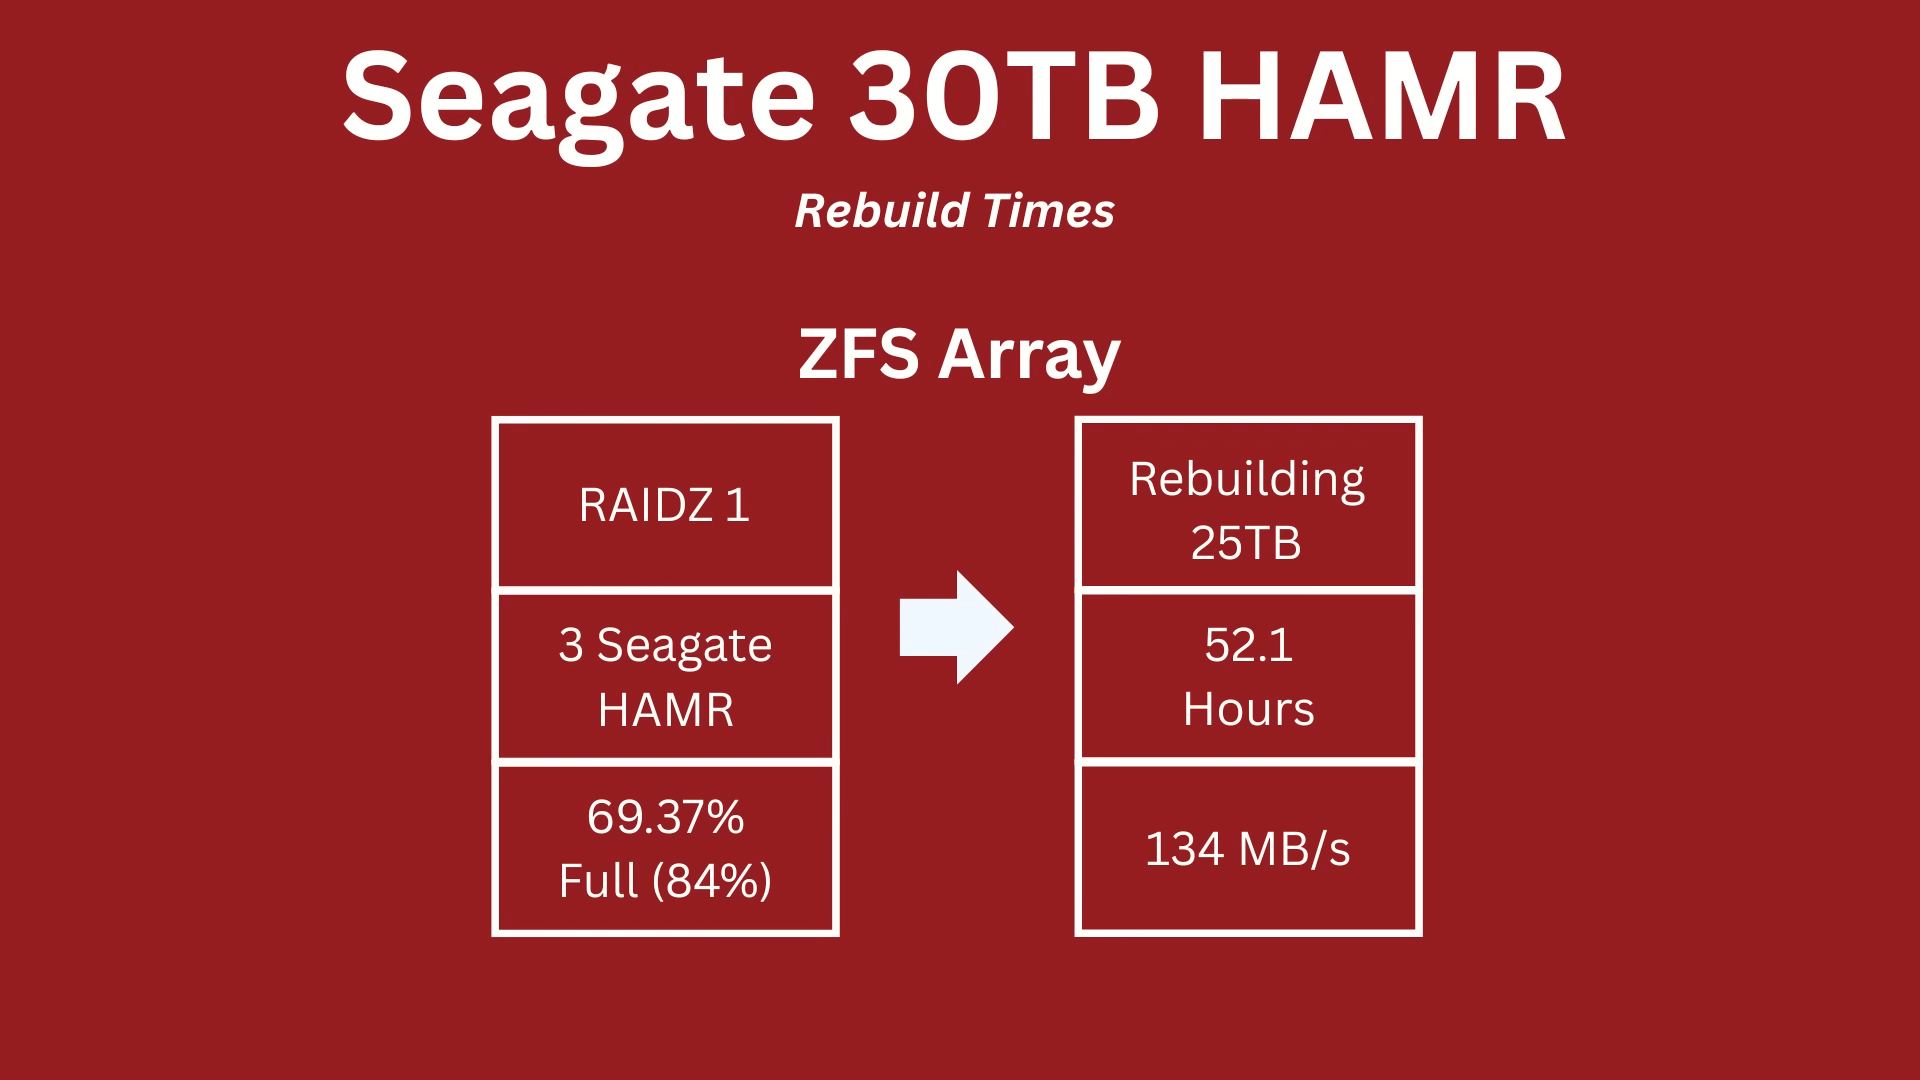 Seagate 30TB HAMR
Rebuild Times
ZFS Array
RAIDZ 1
3 Seagate
HAMR
69.37%
Full (84%)
Rebuilding
25TB
52.1
Hours
134 MB/s